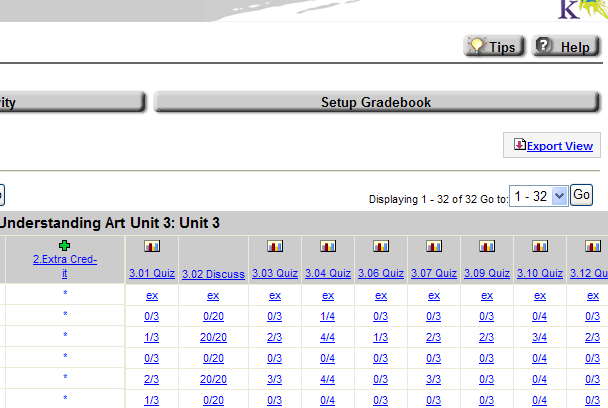 K
Tips Help
ity Setup Gradebook
Export View
Displaying 1 - 32 of 32 Go to: 1 - 32 Go
Understanding Art Unit 3: Unit 3
2.Extra Cred-
it 3.01 Quiz 3.02 Discuss 3.03 Quiz 3.04 Quiz 3.06 Quiz 3.07 Quiz 3.09 Quiz 3.10 Quiz 3.12 Qu
* ex ex ex ex ex ex ex ex ex
* 0/3 0/20 0/3 1/4 0/3 0/3 0/3 0/4 0/3
* 1/3 20/20 2/3 4/4 1/3 2/3 2/3 3/4 2/3
* 0/3 0/20 0/3 0/4 0/3 0/3 0/3 0/4 0/3
* 2/3 20/20 3/3 4/4 0/3 3/3 0/3 0/4 0/3
* 1/3 0/20 0/3 0/4 0/3 0/3 0/3 0/4 0/3